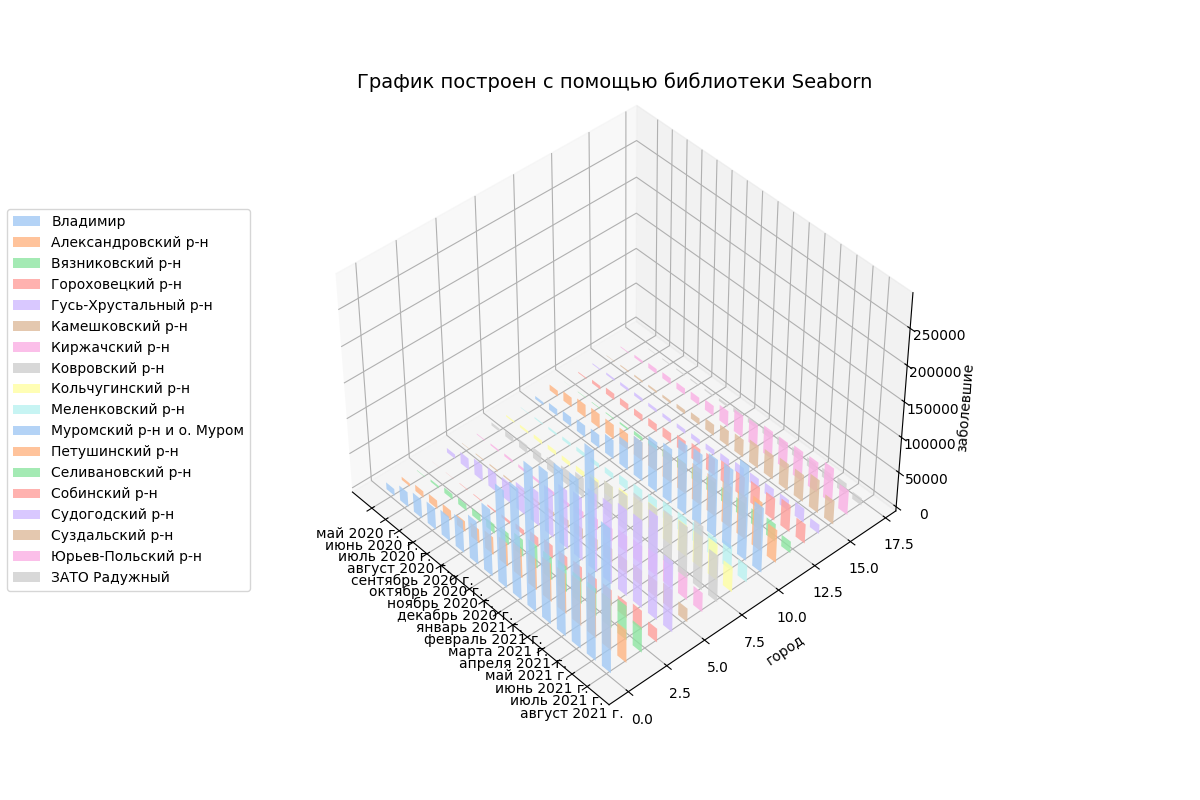 График построен с помощью библиотеки Seaborn
Владимир
Александровский р-н
Вязниковский р-н
Гороховецкий р-н
Гусь-Хрустальный р-н
Камешковский р-н
Киржачский р-н
Ковровский р-н
Кольчугинский р-н
Меленковский р-н
Муромский р-н и о. Муром
Петушинский р-н
Селивановский р-н
Собинский р-н
Судогодский р-н
Суздальский р-н
Юрьев-Польский р-н
ЗАТО Радужный
май 2020 г.
июнь 2020 г.
июль 2020 г.
август 2020 г.
сентябрь 2020 г.
октябрь 2020 г.
ноябрь 2020 г.
декабрь 2020 г.
январь 2021 г.
февраль 2021 г.
марта 2021 г.
апреля 2021 г.
май 2021 г.
июнь 2021 г.
июль 2021 г.
август 2021 г.
0.0
2.5
5.0
7.5
10.0
12.5
15.0
17.5
город
0
50000
100000
150000
200000
250000
заболевшие